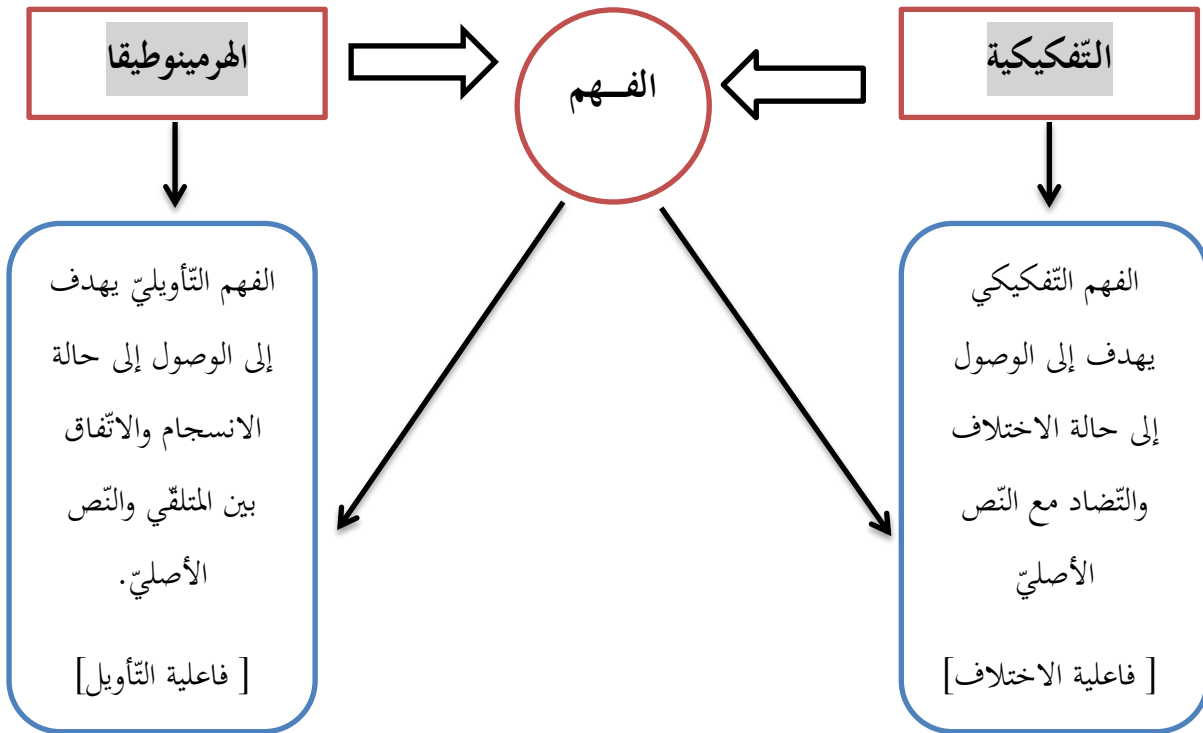 التّفكيكية
الفـــهم
الهرمينوطيقا
الفهم التّفكيكي
يهدف إلى الوصول
إلى حالة الاختلاف
والتّضاد مع النّص
الأصليّ
[ فاعلية الاختلاف]
الفهم التّأويليّ يهدف
إلى الوصول إلى حالة
الانسجام والاتّفاق
بين المتلقّي والنّص
الأصليّ.
[ فاعلية التّأويل]